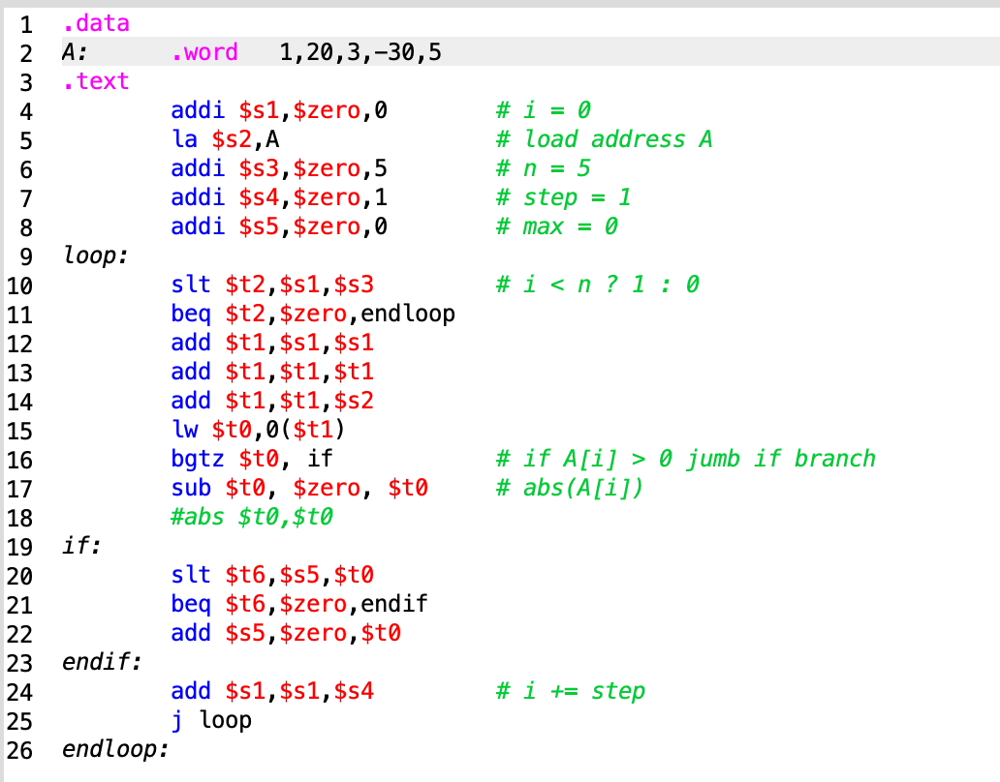 1 .data
2 A: .word 1,20,3,-30,5
3 .text
4 addi $s1,$zero,0 # i = 0
5 la $s2,A # load address A
6 addi $s3,$zero,5 # n = 5
7 addi $s4,$zero,1 # step = 1
8 addi $s5,$zero,0 # max = 0
9 loop:
10 slt $t2,$s1,$s3 # i < n ? 1 : 0
11 beq $t2,$zero,endloop
12 add $t1,$s1,$s1
13 add $t1,$t1,$t1
14 add $t1,$t1,$s2
15 lw $t0,0($t1)
16 bgtz $t0, if # if A[i] > 0 jumb if branch
17 sub $t0, $zero, $t0 # abs(A[i])
18 #abs $t0,$t0
19 if:
20 slt $t6,$s5,$t0
21 beq $t6,$zero,endif
22 add $s5,$zero,$t0
23 endif:
24 add $s1,$s1,$s4 # i += step
25 j loop
26 endloop: